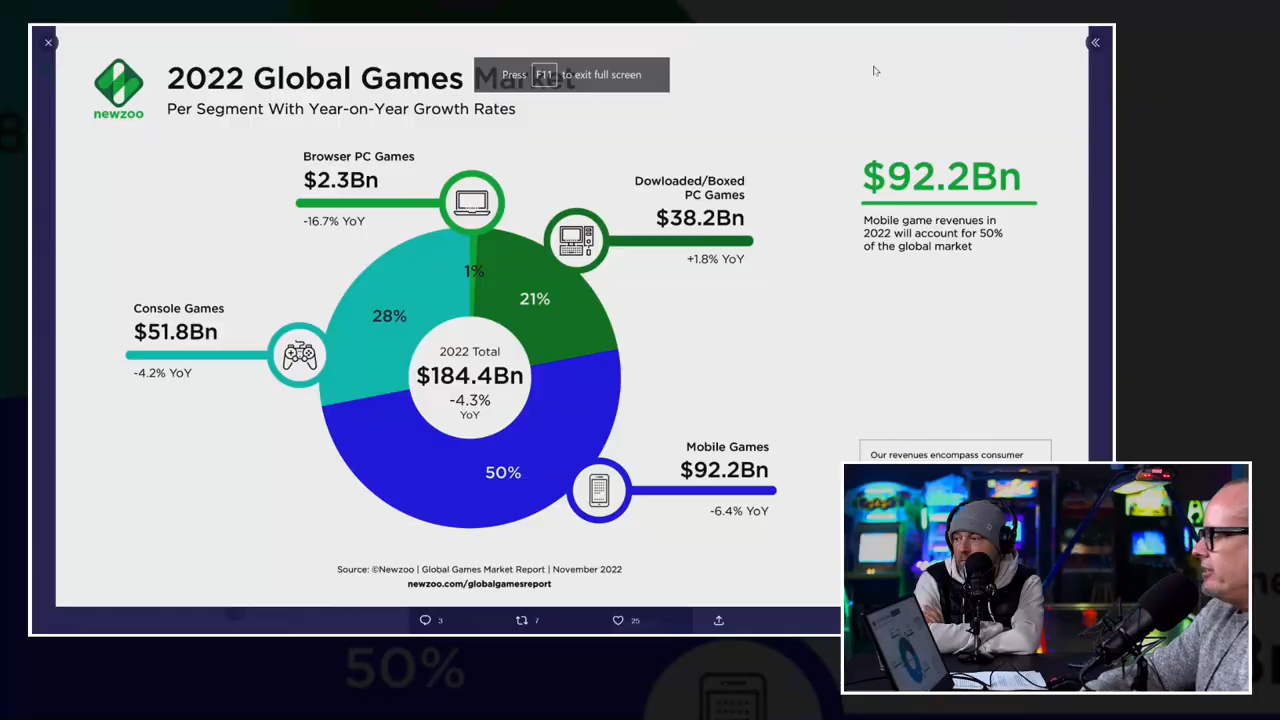 2022 Global Games Market
Press F11 to exit full screen
newzoo
Per Segment With Year-on-Year Growth Rates
Browser PC Games
$2.3Bn
-16.7% YoY
Dowloaded/Boxed
PC Games
$38.2Bn
+1.8% YoY
$92.2Bn
Mobile game revenues in
2022 will account for 50%
of the global market
1%
21%
28%
50%
Console Games
$51.8Bn
-4.2% YoY
2022 Total
$184.4Bn
-4.3%
YoY
Mobile Games
$92.2Bn
-6.4% YoY
Our revenues encompass consumer
Source: ©Newzoo | Global Games Market Report | November 2022
newzoo.com/globalgamesreport
3
7
25
50%